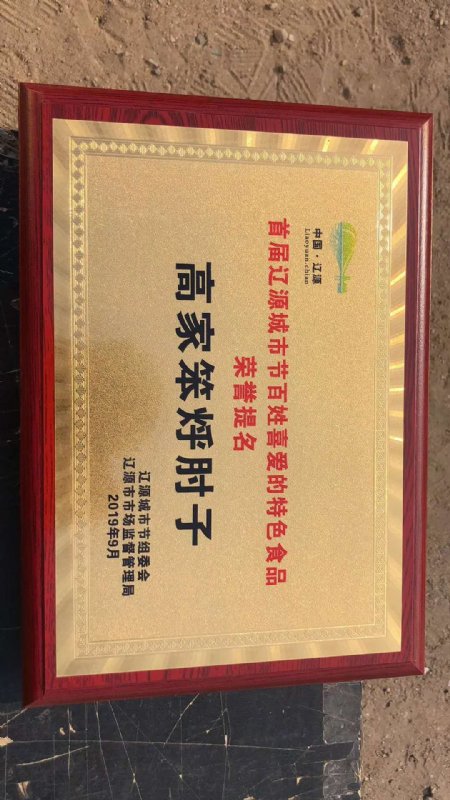 中国·辽源
Liaoyuan.china
首届辽源城市节百姓喜爱的特色食品
荣誉提名
高家笨烀肘子
辽源城市节组委会
辽源市市场监督管理局
2019年9月